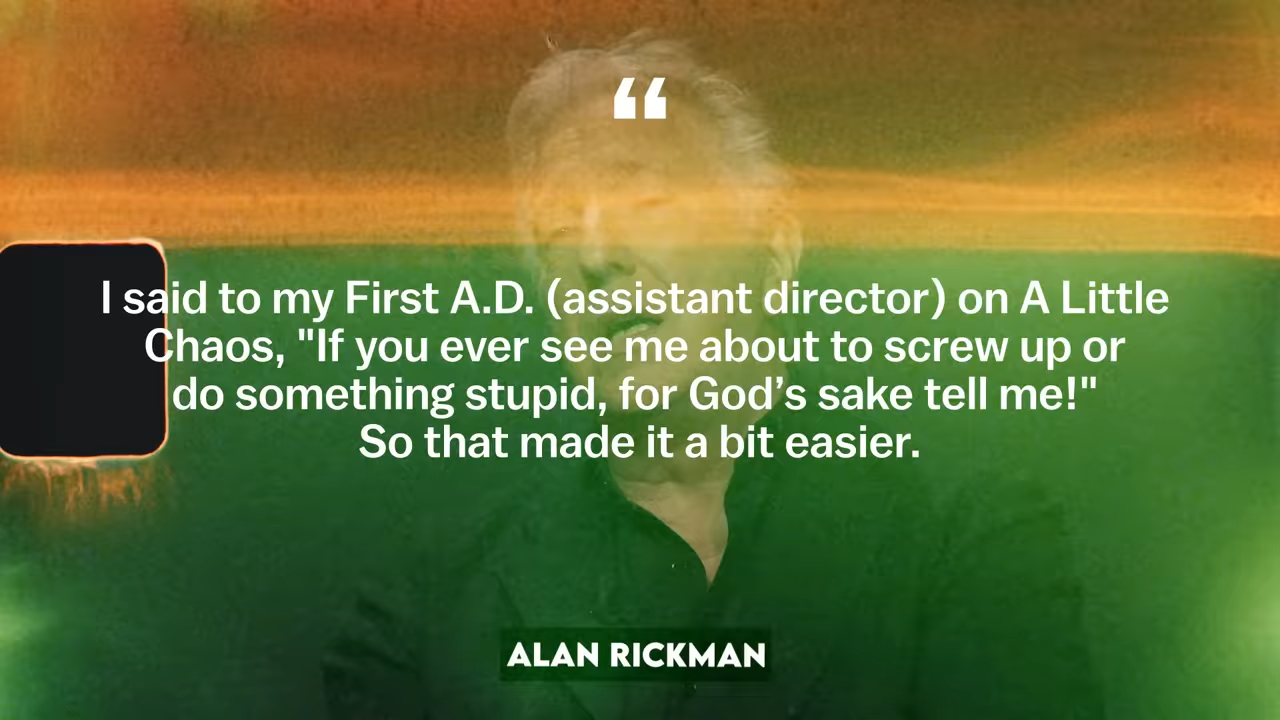 “
I said to my First A.D. (assistant director) on A Little
Chaos, "If you ever see me about to screw up or
do something stupid, for God’s sake tell me!"
So that made it a bit easier.
ALAN RICKMAN